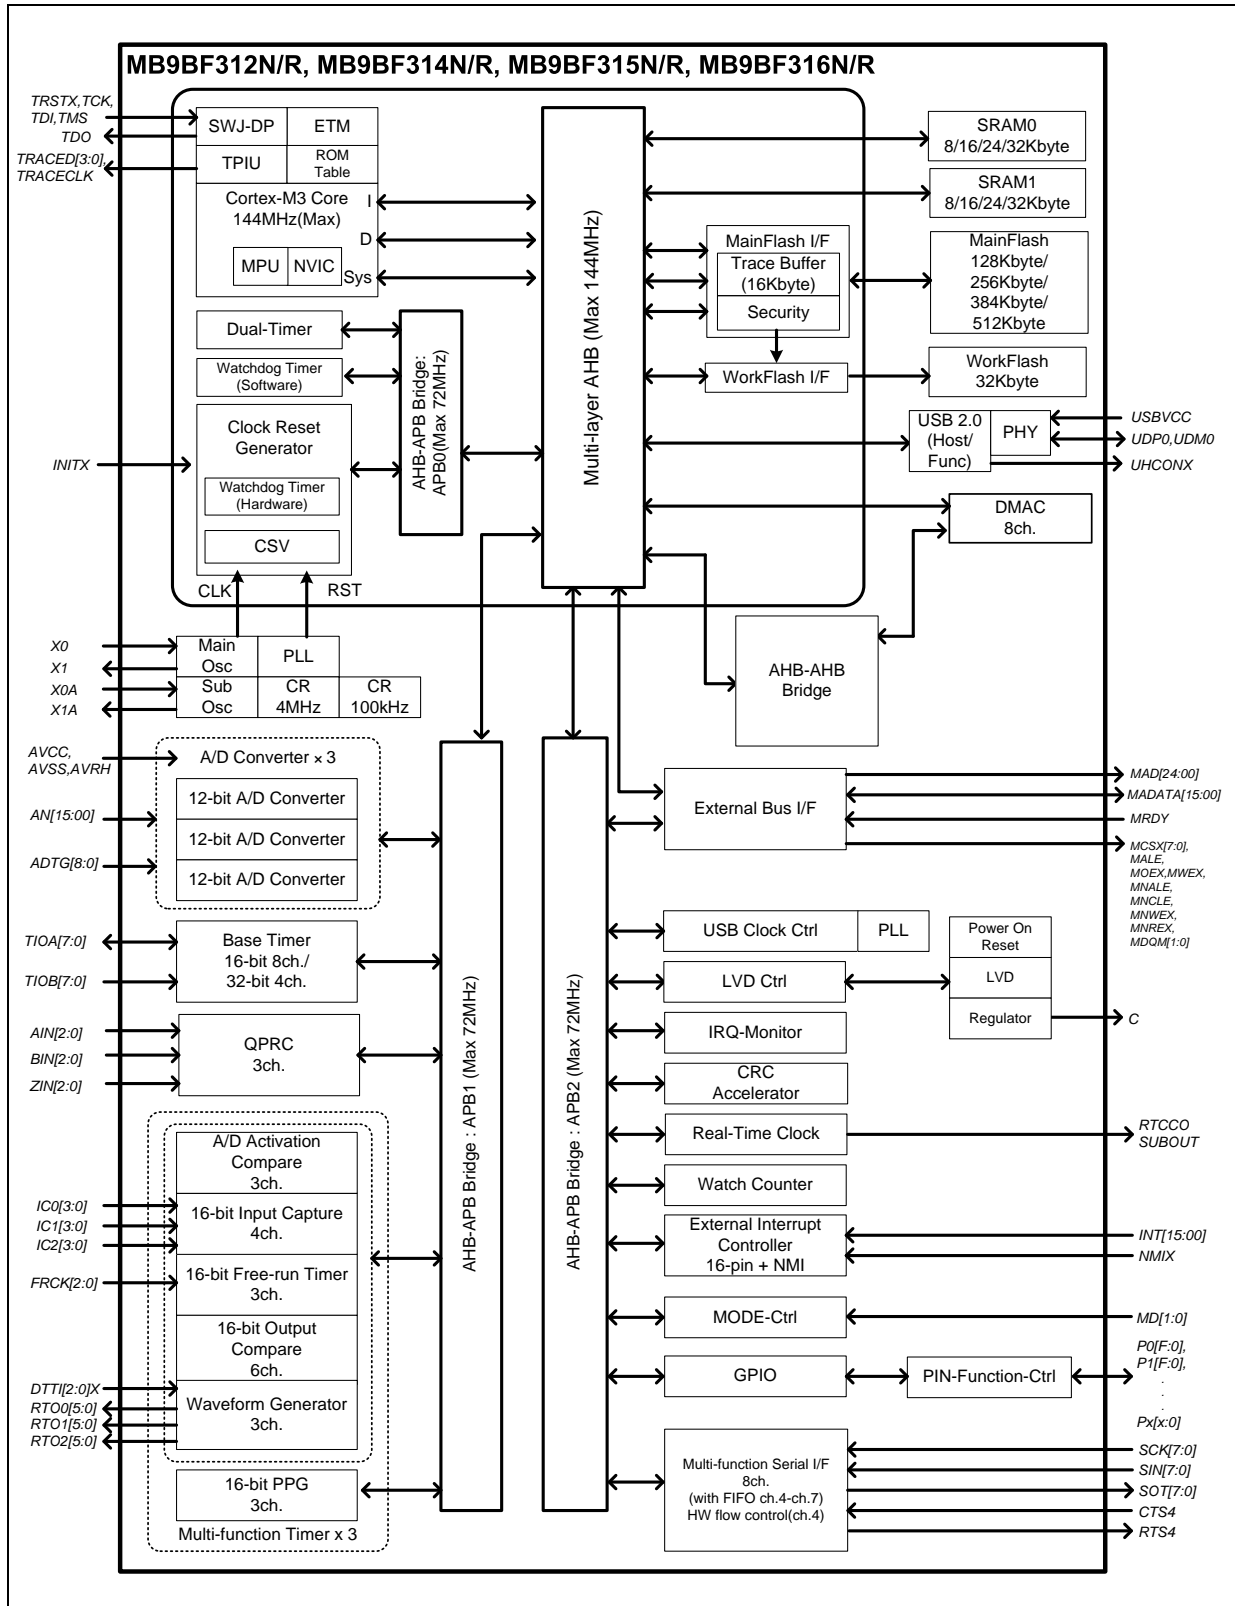 MB9BF312N/R, MB9BF314N/R, MB9BF315N/R, MB9BF316N/R
TRSTX,TCK,
TDI,TMS
TDO
TRACED[3:0],
TRACECLK
SWJ-DP
ETM
TPIU
ROM
Table
Cortex-M3 Core
144MHz(Max)
I
D
Sys
MPU
NVIC
Dual-Timer
Watchdog Timer
(Software)
Clock Reset
Generator
Watchdog Timer
(Hardware)
CSV
INITX
CLK
RST
AHB-APB Bridge:
APB0(Max 72MHz)
Multi-layer AHB (Max 144MHz)
MainFlash I/F
Trace Buffer
(16Kbyte)
Security
WorkFlash I/F
SRAM0
8/16/24/32Kbyte
SRAM1
8/16/24/32Kbyte
MainFlash
128Kbyte/
256Kbyte/
384Kbyte/
512Kbyte
WorkFlash
32Kbyte
USB 2.0
(Host/
Func)
PHY
USBVCC
UDP0,UDM0
UHCONX
DMAC
8ch.
AHB-AHB
Bridge
X0
X1
X0A
X1A
Main
Osc
PLL
Sub
Osc
CR
4MHz
CR
100kHz
AVCC,
AVSS,AVRH
AN[15:00]
ADTG[8:0]
A/D Converter × 3
12-bit A/D Converter
12-bit A/D Converter
12-bit A/D Converter
TIOA[7:0]
TIOB[7:0]
Base Timer
16-bit 8ch./
32-bit 4ch.
AIN[2:0]
BIN[2:0]
ZIN[2:0]
QPRC
3ch.
A/D Activation
Compare
3ch.
IC0[3:0]
IC1[3:0]
IC2[3:0]
16-bit Input Capture
4ch.
FRCK[2:0]
16-bit Free-run Timer
3ch.
16-bit Output
Compare
6ch.
DTTI[2:0]X
RTO0[5:0]
RTO1[5:0]
RTO2[5:0]
Waveform Generator
3ch.
16-bit PPG
3ch.
Multi-function Timer x 3
AHB-APB Bridge : APB1 (Max 72MHz)
AHB-APB Bridge : APB2 (Max 72MHz)
External Bus I/F
MAD[24:00]
MADATA[15:00]
MRDY
MCSX[7:0],
MALE,
MOEX,MWEX,
MNALE,
MNCLE,
MNWEX,
MNREX,
MDQM[1:0]
USB Clock Ctrl
PLL
LVD Ctrl
Power On
Reset
LVD
Regulator
C
IRQ-Monitor
CRC
Accelerator
Real-Time Clock
RTCCO
SUBOUT
Watch Counter
External Interrupt
Controller
16-pin + NMI
INT[15:00]
NMIX
MODE-Ctrl
MD[1:0]
GPIO
PIN-Function-Ctrl
P0[F:0],
P1[F:0],
.
.
.
Px[x:0]
Multi-function Serial I/F
8ch.
(with FIFO ch.4-ch.7)
HW flow control(ch.4)
SCK[7:0]
SIN[7:0]
SOT[7:0]
CTS4
RTS4